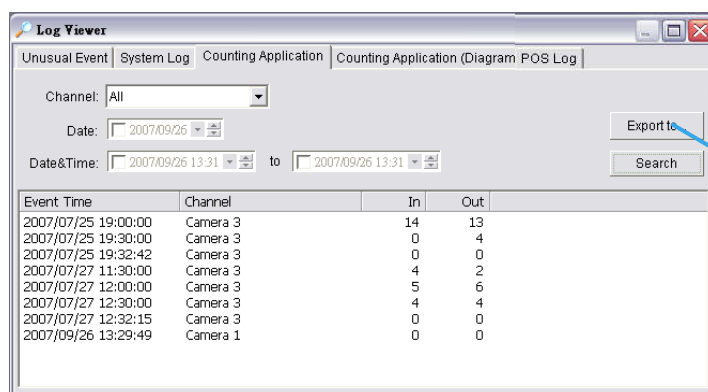 Log Viewer
Unusual Event System Log Counting Application Counting Application (Diagram POS Log
Channel: All
Date: 2007/09/26
Export to...
Date&Time: 2007/09/26 13:31 to 2007/09/26 13:31
Search
Event Time Channel In Out
2007/07/25 19:00:00 Camera 3 14 13
2007/07/25 19:30:00 Camera 3 0 4
2007/07/25 19:32:42 Camera 3 0 0
2007/07/27 11:30:00 Camera 3 4 2
2007/07/27 12:00:00 Camera 3 5 6
2007/07/27 12:30:00 Camera 3 4 4
2007/07/27 12:32:15 Camera 3 0 0
2007/09/26 13:29:49 Camera 1 0 0